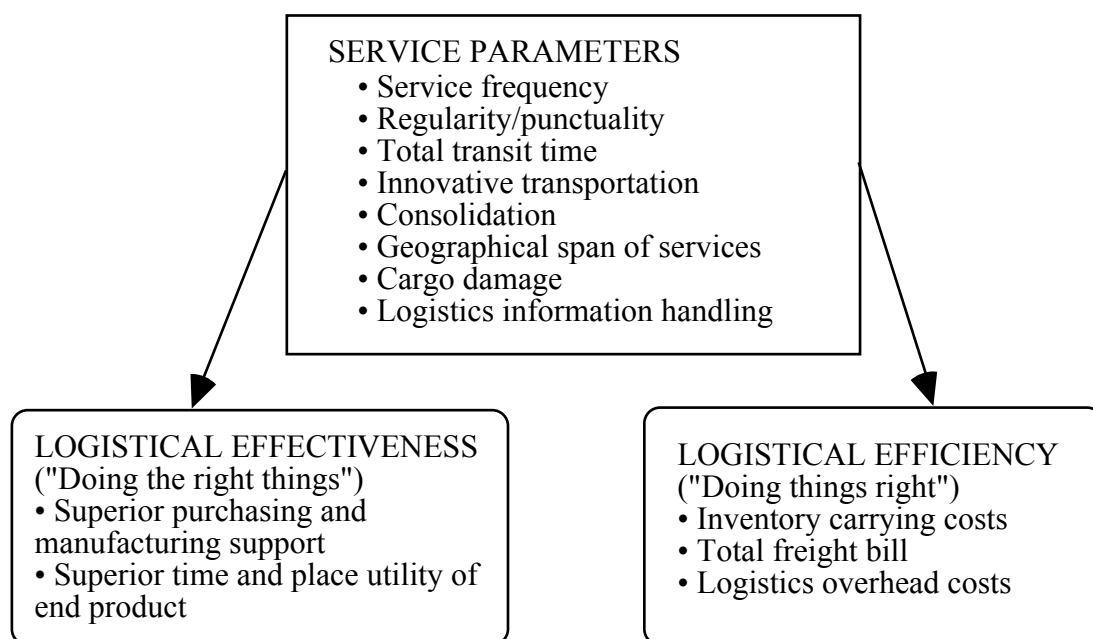 SERVICE PARAMETERS
• Service frequency
• Regularity/punctuality
• Total transit time
• Innovative transportation
• Consolidation
• Geographical span of services
• Cargo damage
• Logistics information handling
LOGISTICAL EFFECTIVENESS
("Doing the right things")
• Superior purchasing and
manufacturing support
• Superior time and place utility of
end product
LOGISTICAL EFFICIENCY
("Doing things right")
• Inventory carrying costs
• Total freight bill
• Logistics overhead costs